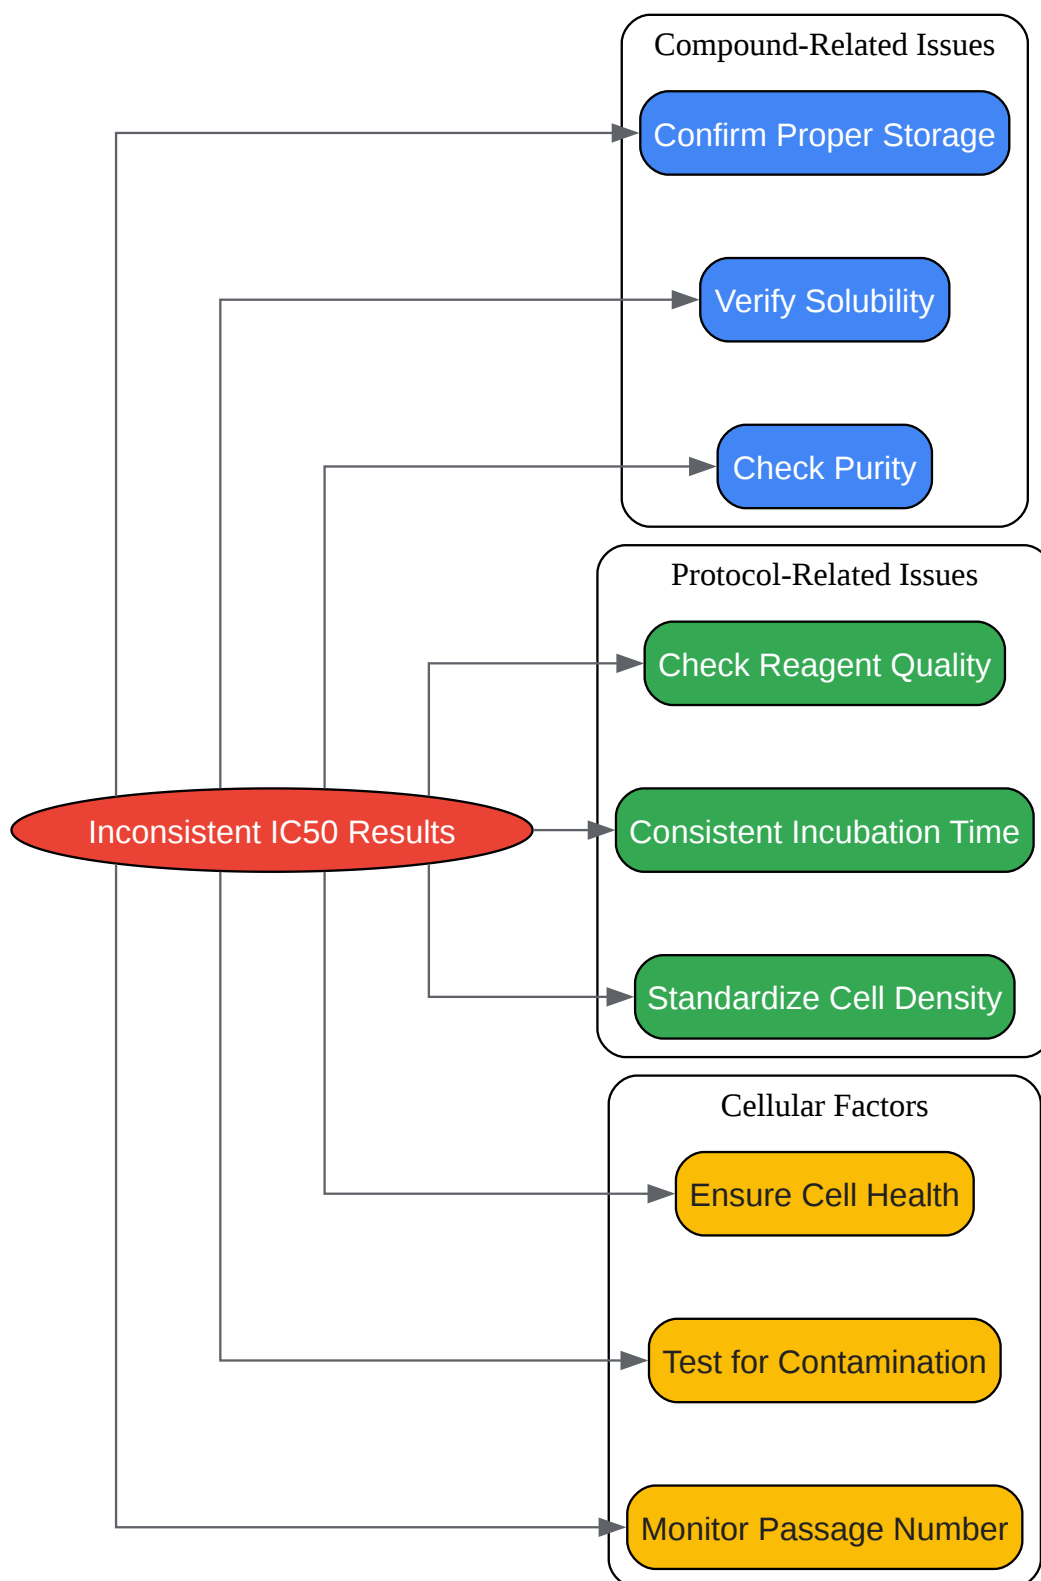 Compound-Related Issues
Confirm Proper Storage
Verify Solubility
Check Purity
Protocol-Related Issues
Check Reagent Quality
Inconsistent IC50 Results
Consistent Incubation Time
Standardize Cell Density
Cellular Factors
Ensure Cell Health
Test for Contamination
Monitor Passage Number